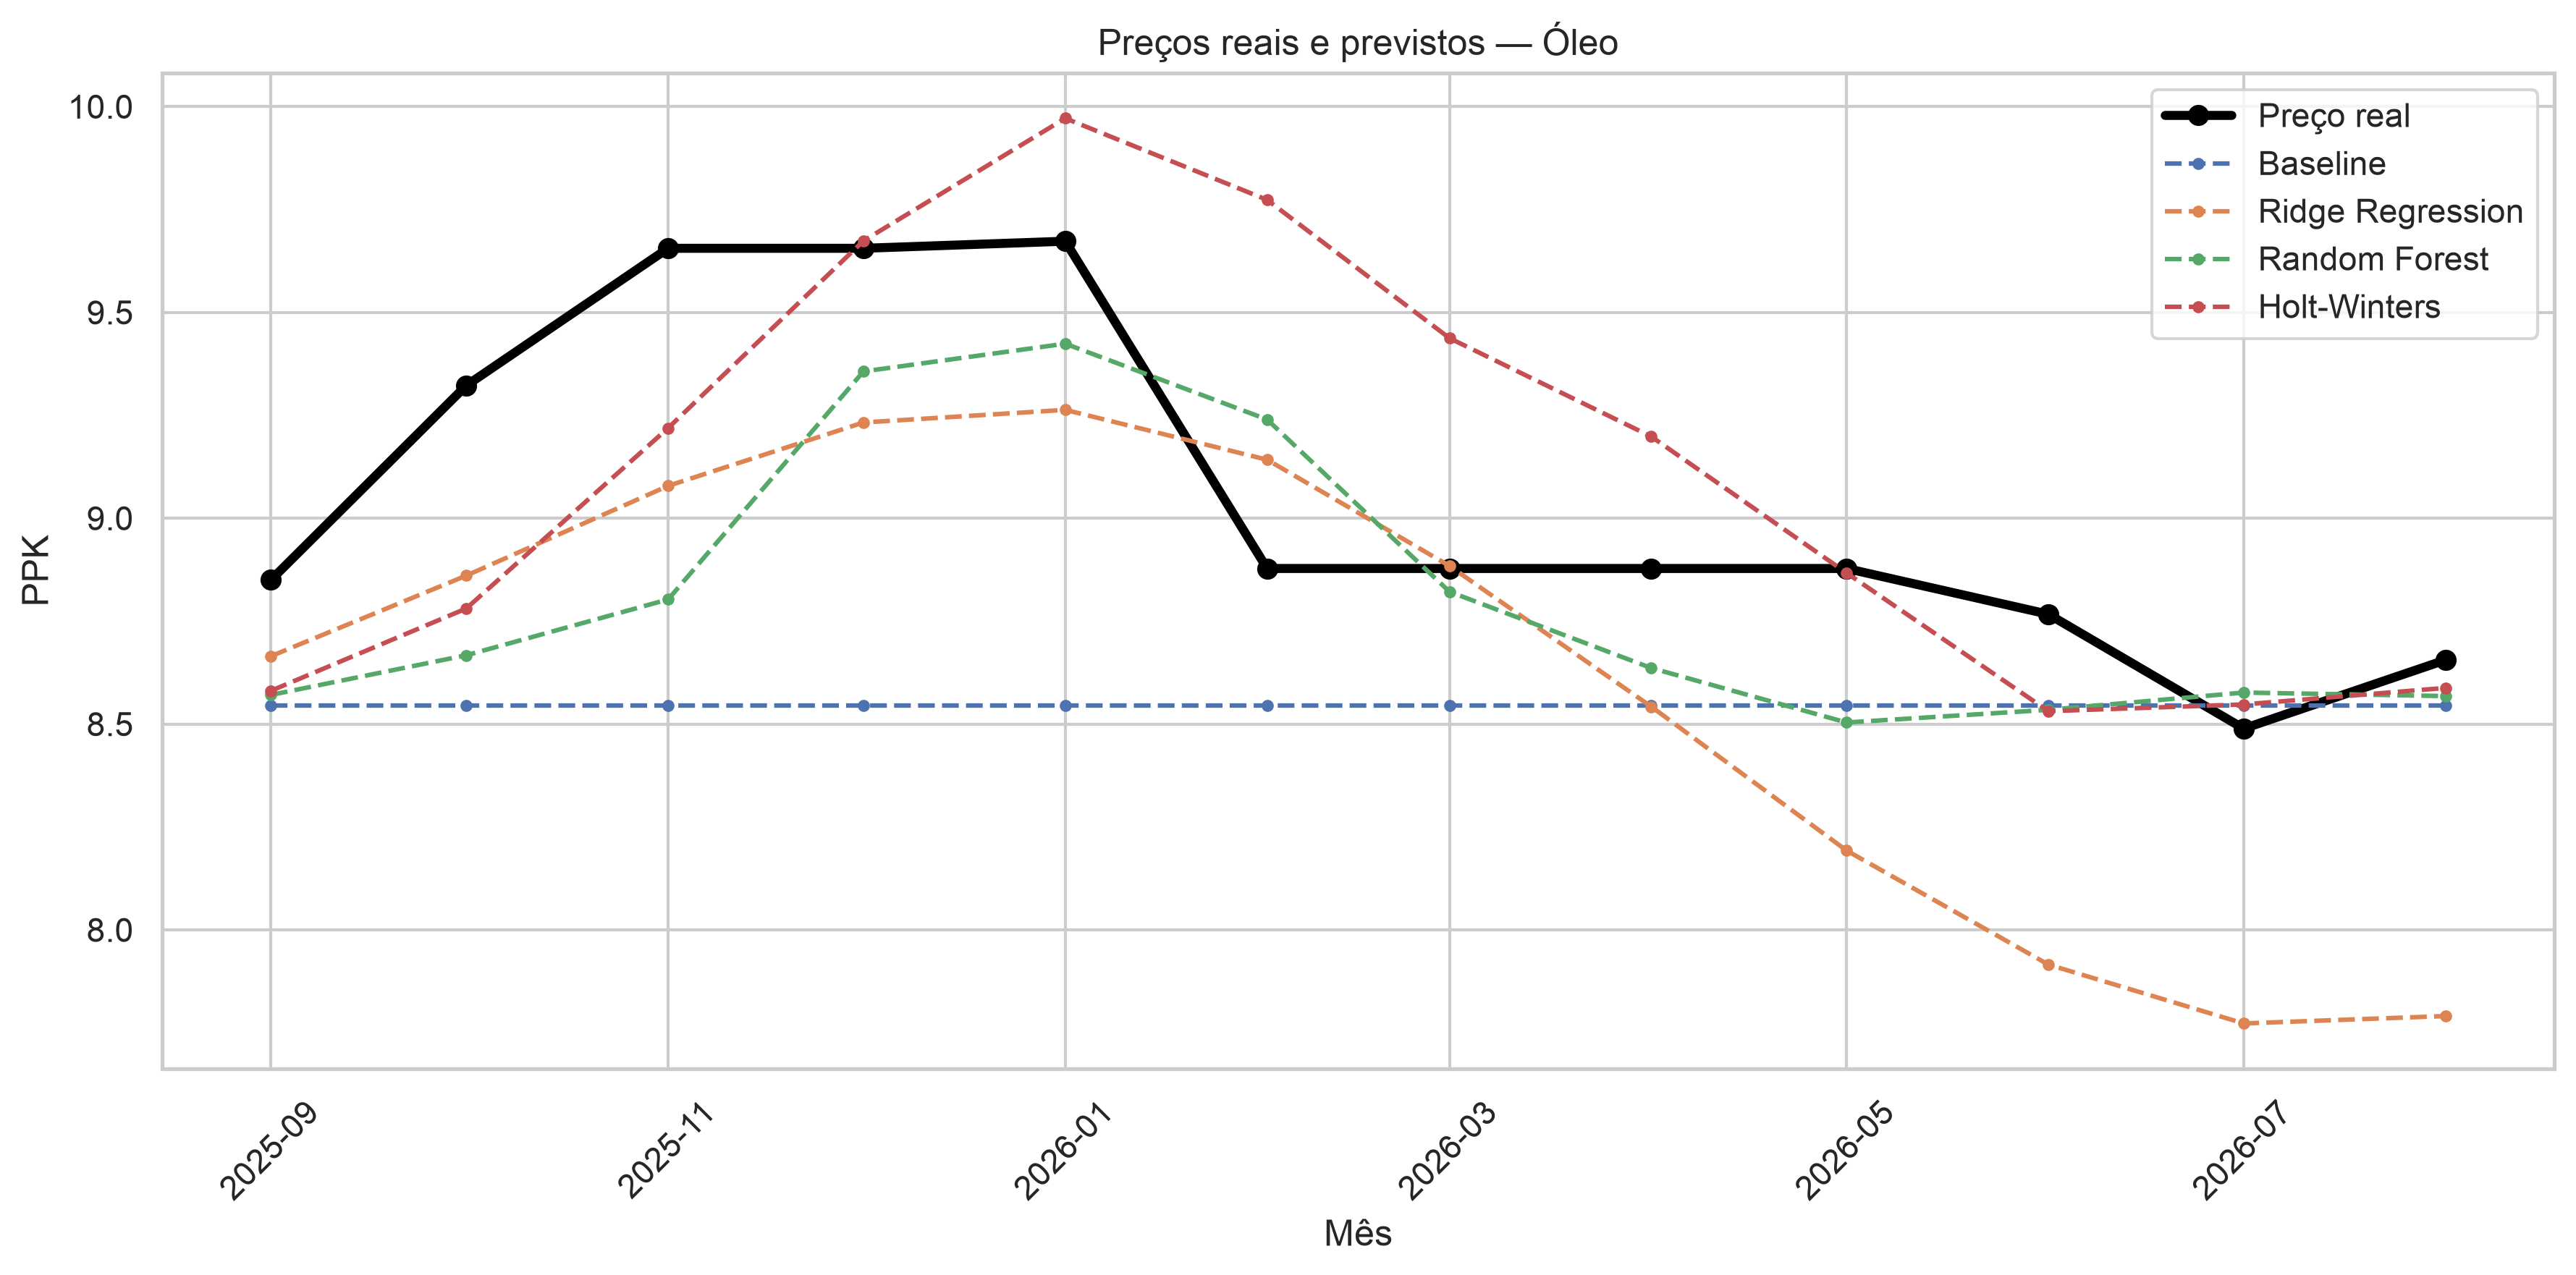 Preços reais e previstos — Óleo
PPK
10.0
9.5
9.0
8.5
8.0
Preço real
Baseline
Ridge Regression
Random Forest
Holt-Winters
2025-09
2025-11
2026-01
2026-03
2026-05
2026-07
Mês